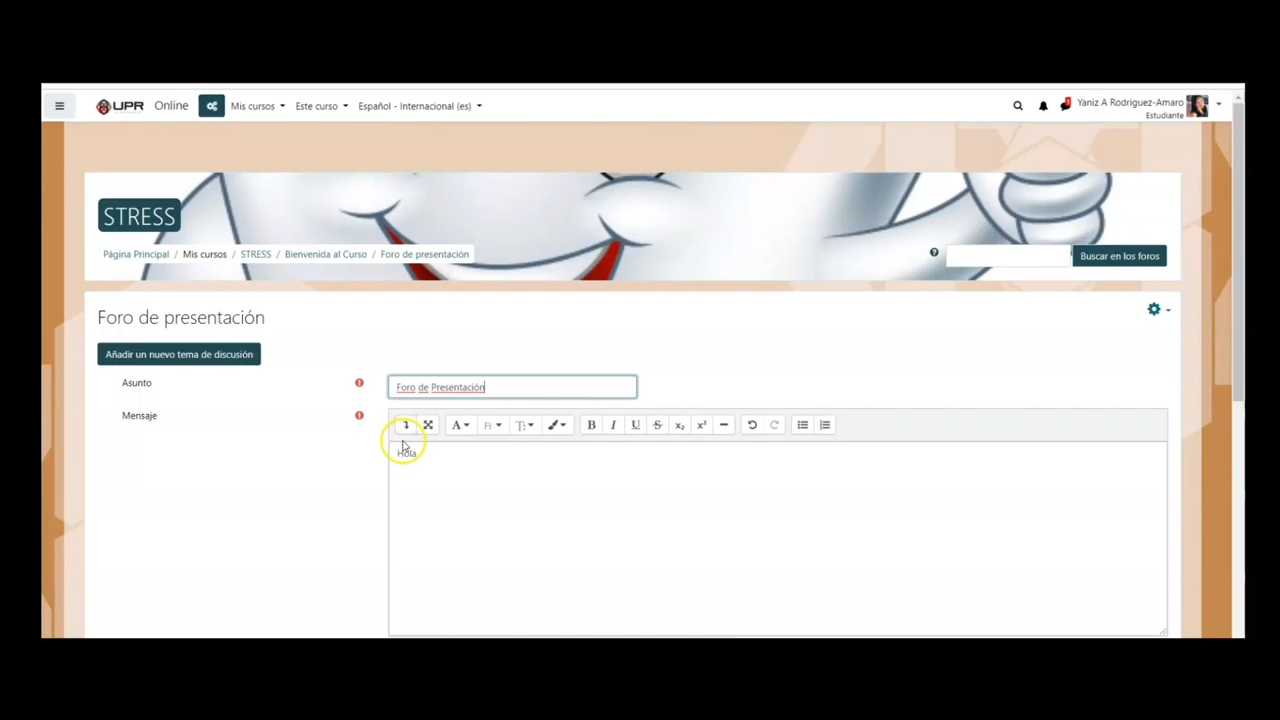 UPR Online Mis cursos Este curso Español - Internacional (es) Yaniz A Rodriguez-Amaro
Estudiante
STRESS
Página Principal / Mis cursos / STRESS / Bienvenida al Curso / Foro de presentación
Buscar en los foros
Foro de presentación
Añadir un nuevo tema de discusión
Asunto
Foro de Presentación
Mensaje
Hola